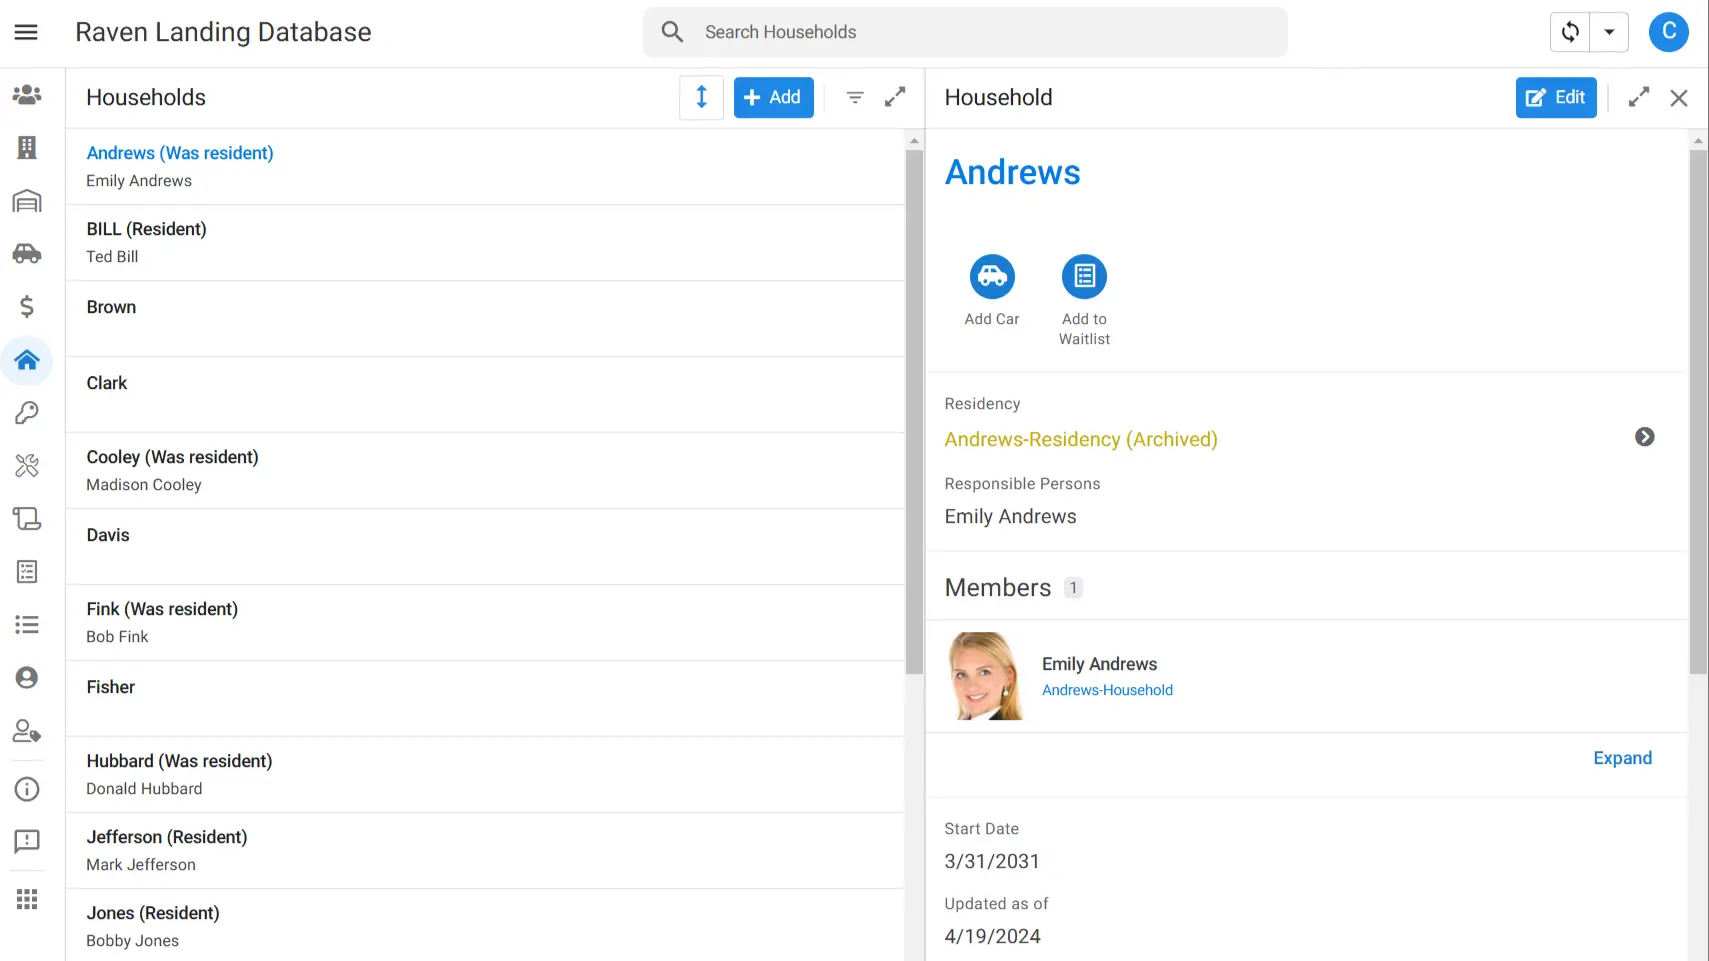 Raven Landing Database
Search Households
C
Households
Add
Andrews (Was resident)
Emily Andrews
BILL (Resident)
Ted Bill
Brown
Clark
Cooley (Was resident)
Madison Cooley
Davis
Fink (Was resident)
Bob Fink
Fisher
Hubbard (Was resident)
Donald Hubbard
Jefferson (Resident)
Mark Jefferson
Jones (Resident)
Bobby Jones
Household
Edit
Andrews
Add Car
Add to
Waitlist
Residency
Andrews-Residency (Archived)
Responsible Persons
Emily Andrews
Members 1
Emily Andrews
Andrews-Household
Expand
Start Date
3/31/2031
Updated as of
4/19/2024